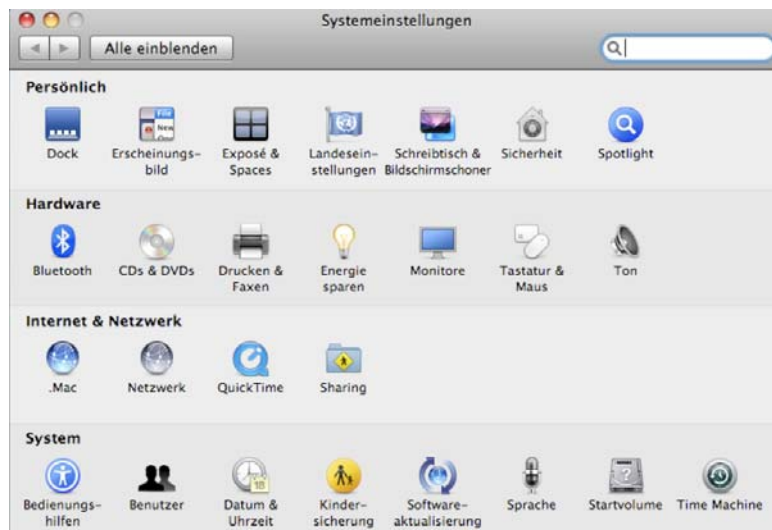 Systemeinstellungen
Alle einblenden
Persönlich
Dock
Erscheinungs-
bild
Exposé &
Spaces
Landesein-
stellungen
Schreibtisch &
Bildschirmschoner
Sicherheit
Spotlight
Hardware
Bluetooth
CDs & DVDs
Drucken &
Faxen
Energie
sparen
Monitore
Tastatur &
Maus
Ton
Internet & Netzwerk
.Mac
Netzwerk
QuickTime
Sharing
System
Bedienungs-
hilfen
Benutzer
Datum &
Uhrzeit
Kinder-
sicherung
Software-
aktualisierung
Sprache
Startvolume
Time Machine